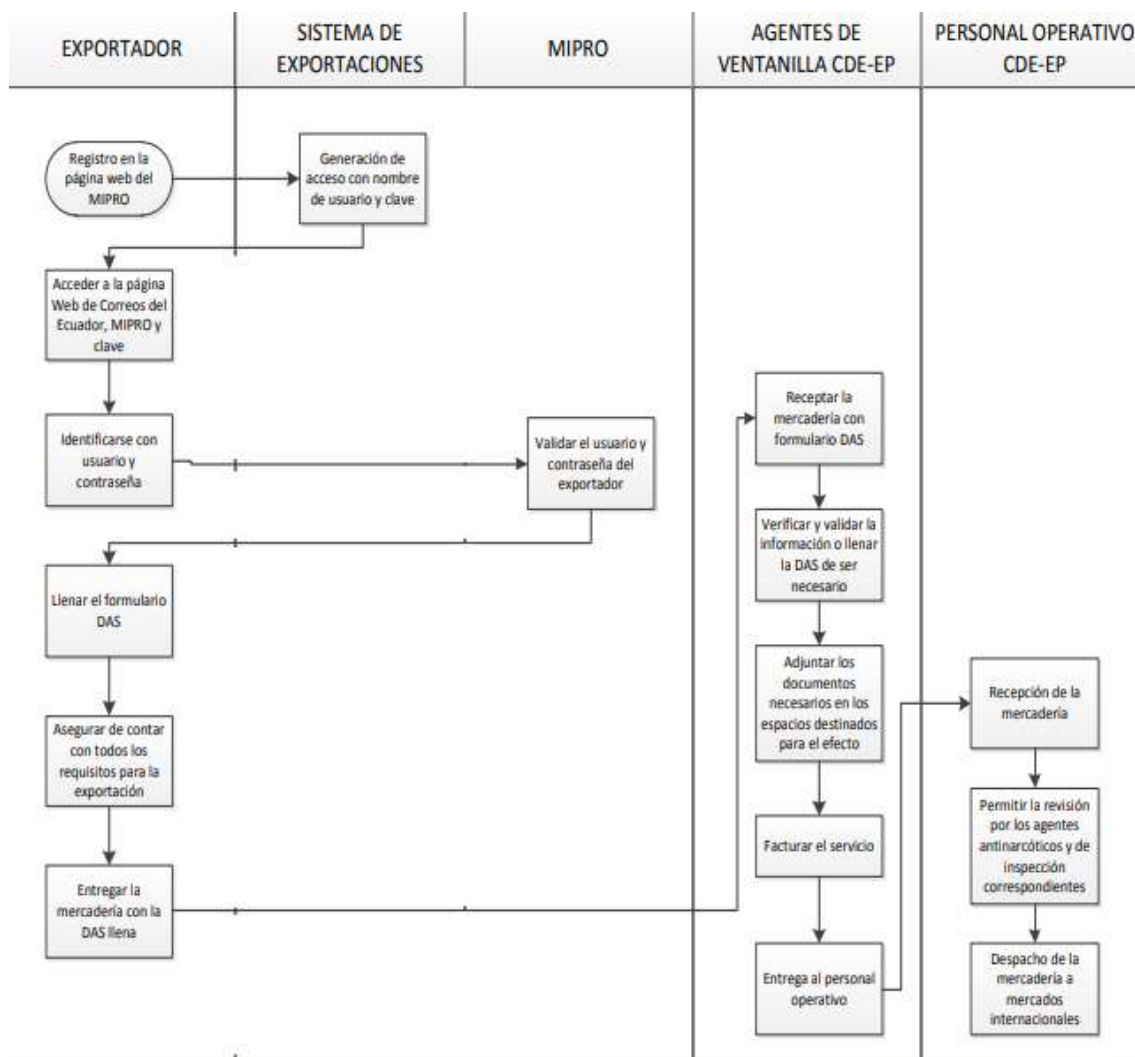 EXPORTADOR
SISTEMA DE
EXPORTACIONES
MIPRO
AGENTES DE
VENTANILLA CDE-EP
PERSONAL OPERATIVO
CDE-EP
Registro en la
página web del
MIPRO
Generación de
acceso con nombre
de usuario y clave
Acceder a la página
Web de Correos del
Ecuador, MIPRO y
clave
Identificarse con
usuario y
contraseña
Validar el usuario y
contraseña del
exportador
Llenar el formulario
DAS
Asegurar de contar
con todos los
requisitos para la
exportación
Entregar la
mercadería con la
DAS llena
Receptar la
mercadería con
formulario DAS
Verificar y validar la
información o llenar
la DAS de ser
necesario
Adjuntar los
documentos
necesarios en los
espacios destinados
para el efecto
Facturar el servicio
Entrega al personal
operativo
Recepción de la
mercadería
Permitir la revisión
por los agentes
antinarcóticos y de
inspección
correspondientes
Despacho de la
mercadería a
mercados
internacionales